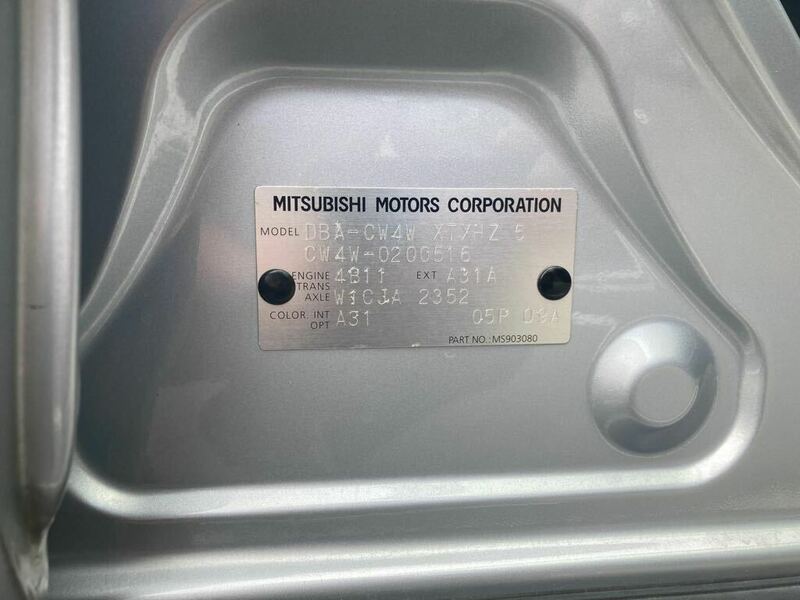 MITSUBISHI MOTORS CORPORATION
MODEL DBA-CW4W XTXHZ 5
CW4W-0200516
ENGINE 4B11 EXT A31A
TRANS
AXLE W1CJA 2352
COLOR. INT
OPT A31 05P 09A
PART NO.:MS903080